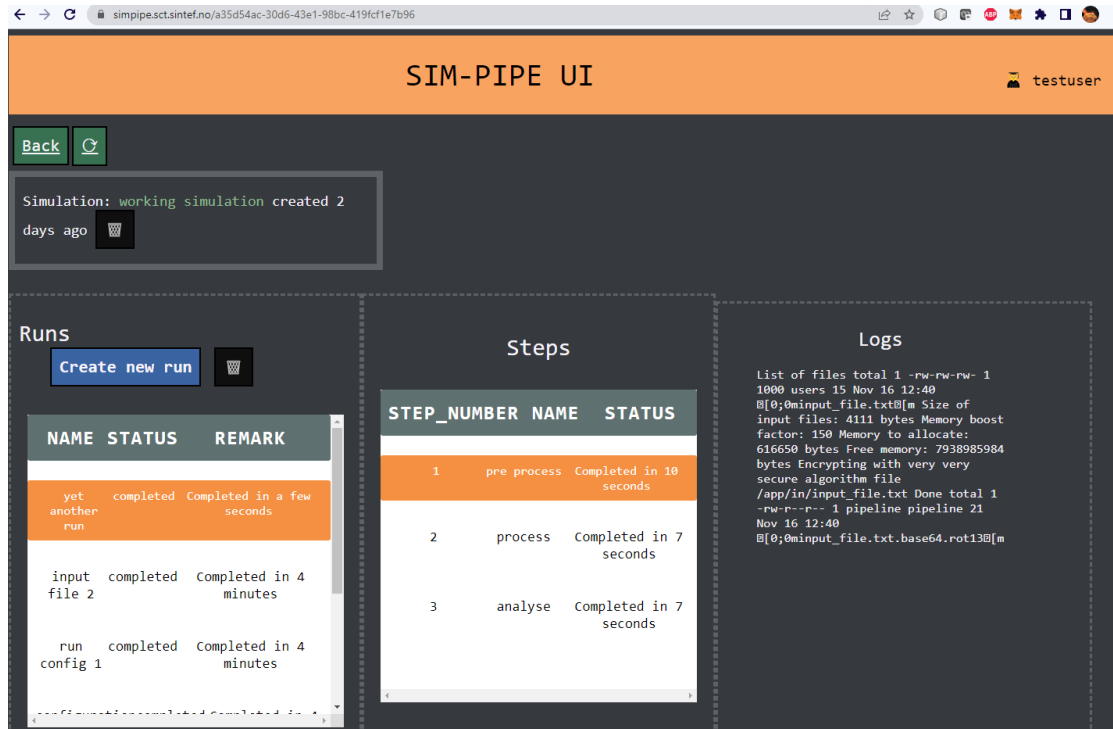 simpipe.sct.sintef.no/a35d54ac-30d6-43e1-98bc-419fcf1e7b96
ABP
SIM-PIPE UI
testuser
Back
Simulation: working simulation created 2
days ago
Runs
Create new run
NAME STATUS REMARK
yet completed Completed in a few
another seconds
run
input completed Completed in 4
file 2 minutes
run completed Completed in 4
config 1 minutes
Steps
STEP_NUMBER NAME STATUS
1 pre process Completed in 10
seconds
2 process Completed in 7
seconds
3 analyse Completed in 7
seconds
Logs
List of files total 1 -rw-rw-rw- 1
1000 users 15 Nov 16 12:40
[0;0minput_file.txt[m Size of
input files: 4111 bytes Memory boost
factor: 150 Memory to allocate:
616650 bytes Free memory: 7938985984
bytes Encrypting with very very
secure algorithm file
/app/in/input_file.txt Done total 1
-rw-r--r-- 1 pipeline pipeline 21
Nov 16 12:40
[0;0minput_file.txt.base64.rot13[m